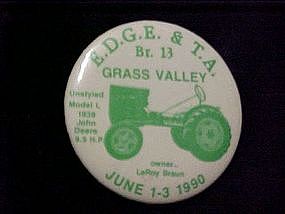 E.D.G.E. & T.A.
Br. 13
GRASS VALLEY
Unstyled
Model L
1938
John
Deere
9.5 H.P
owner...
LeRoy Braun
JUNE 1-3 1990